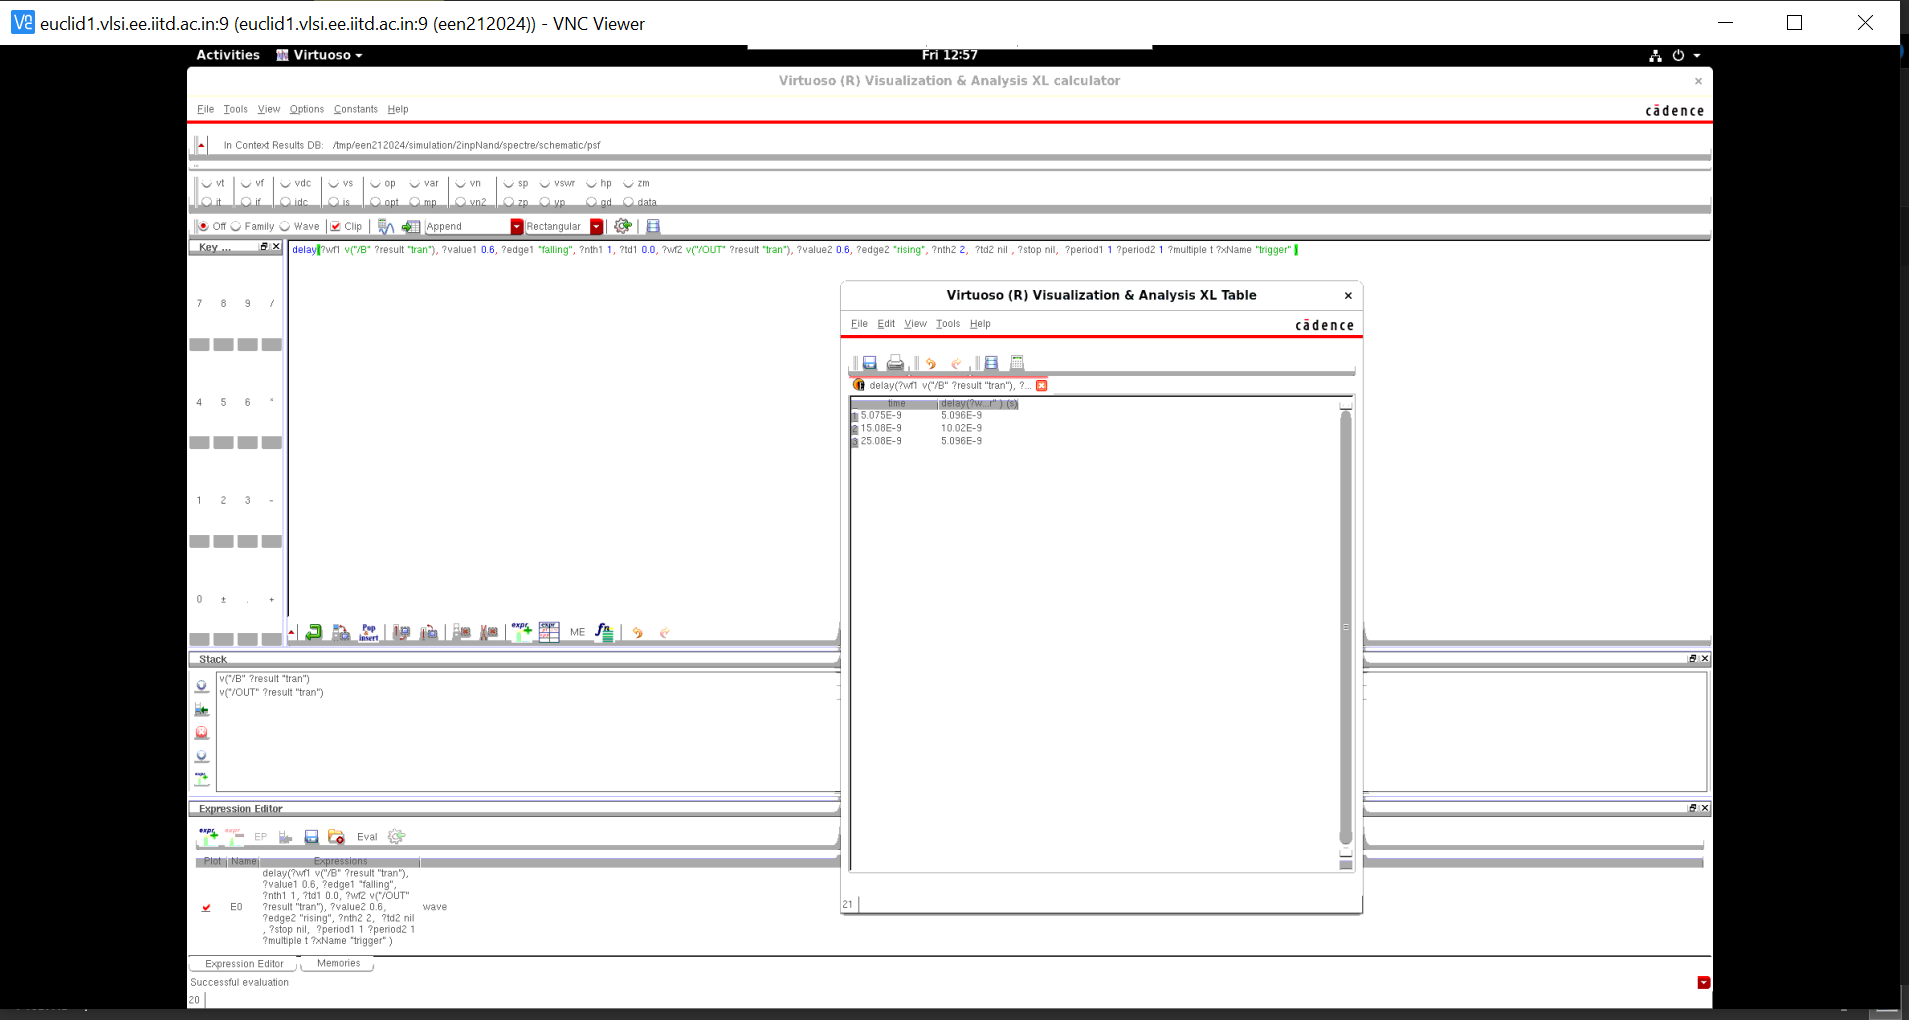 euclid1.vlsi.ee.iitd.ac.in:9 (euclid1.vlsi.ee.iitd.ac.in:9 (een212024)) - VNC Viewer
Activities Virtuoso Fri 12:57
Virtuoso (R) Visualization & Analysis XL calculator
File Tools View Options Constants Help
cādence
In Context Results DB: /tmp/een212024/simulation/2inpNand/spectre/schematic/psf
vt vf vdc vs op var vn sp vswr hp zm
it if idc is opt mp vn2 zp yp gd data
Off Family Wave Clip Append Rectangular
Key ...
delay(?wf1 v("/B" ?result "tran"), ?value1 0.6, ?edge1 "falling", ?nth1 1, ?td1 0.0, ?wf2 v("/OUT" ?result "tran"), ?value2 0.6, ?edge2 "rising", ?nth2 2, ?td2 nil , ?stop nil, ?period1 1 ?period2 1 ?multiple t ?xName "trigger" )
7 8 9 /
4 5 6 *
1 2 3 -
0 ± . +
Virtuoso (R) Visualization & Analysis XL Table
File Edit View Tools Help
cādence
delay(?wf1 v("/B" ?result "tran"), ?...
time delay(?w...r" ) (s)
1 5.075E-9 5.096E-9
2 15.08E-9 10.02E-9
3 25.08E-9 5.096E-9
21
Pop insert expr expr ME fn
Stack
v("/B" ?result "tran")
v("/OUT" ?result "tran")
expr
Expression Editor
expr expr EP Eval
Plot Name Expressions
delay(?wf1 v("/B" ?result "tran"),
?value1 0.6, ?edge1 "falling",
?nth1 1, ?td1 0.0, ?wf2 v("/OUT"
E0 ?result "tran"), ?value2 0.6, wave
?edge2 "rising", ?nth2 2, ?td2 nil
, ?stop nil, ?period1 1 ?period2 1
?multiple t ?xName "trigger" )
Expression Editor Memories
Successful evaluation
20